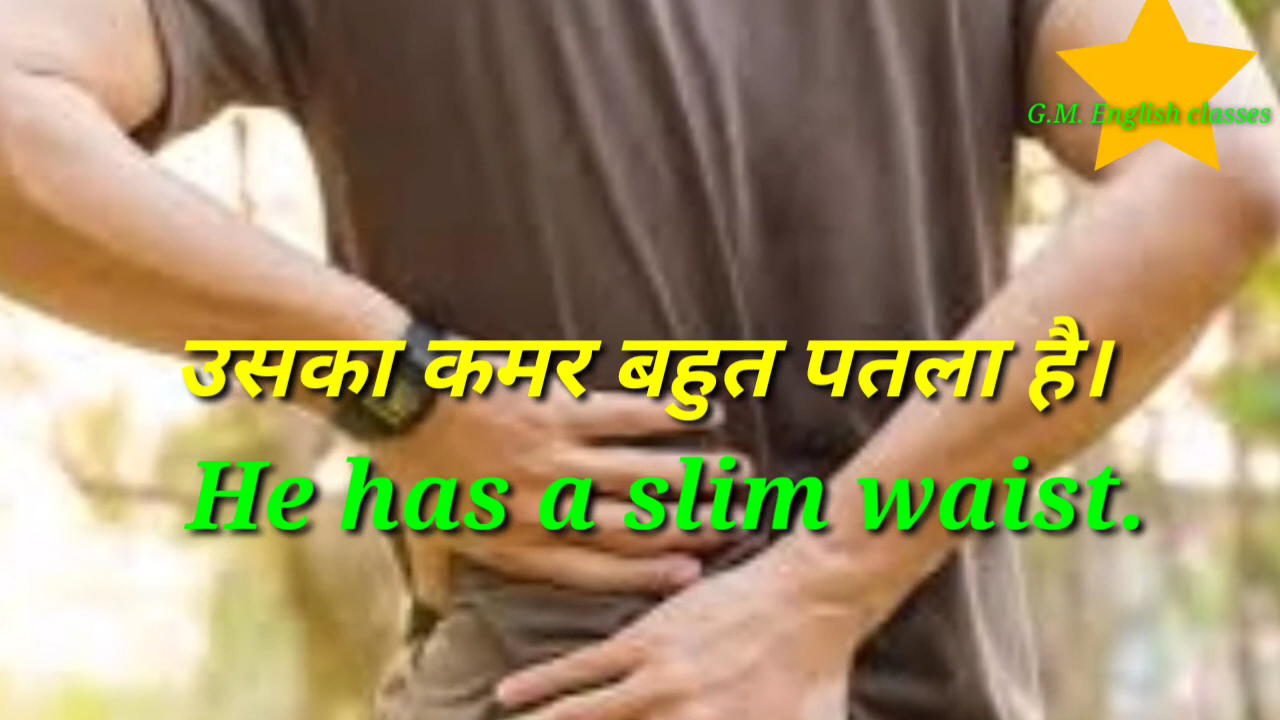 G.M. English classes
उसका कमर बहुत पतला है।
He has a slim waist.